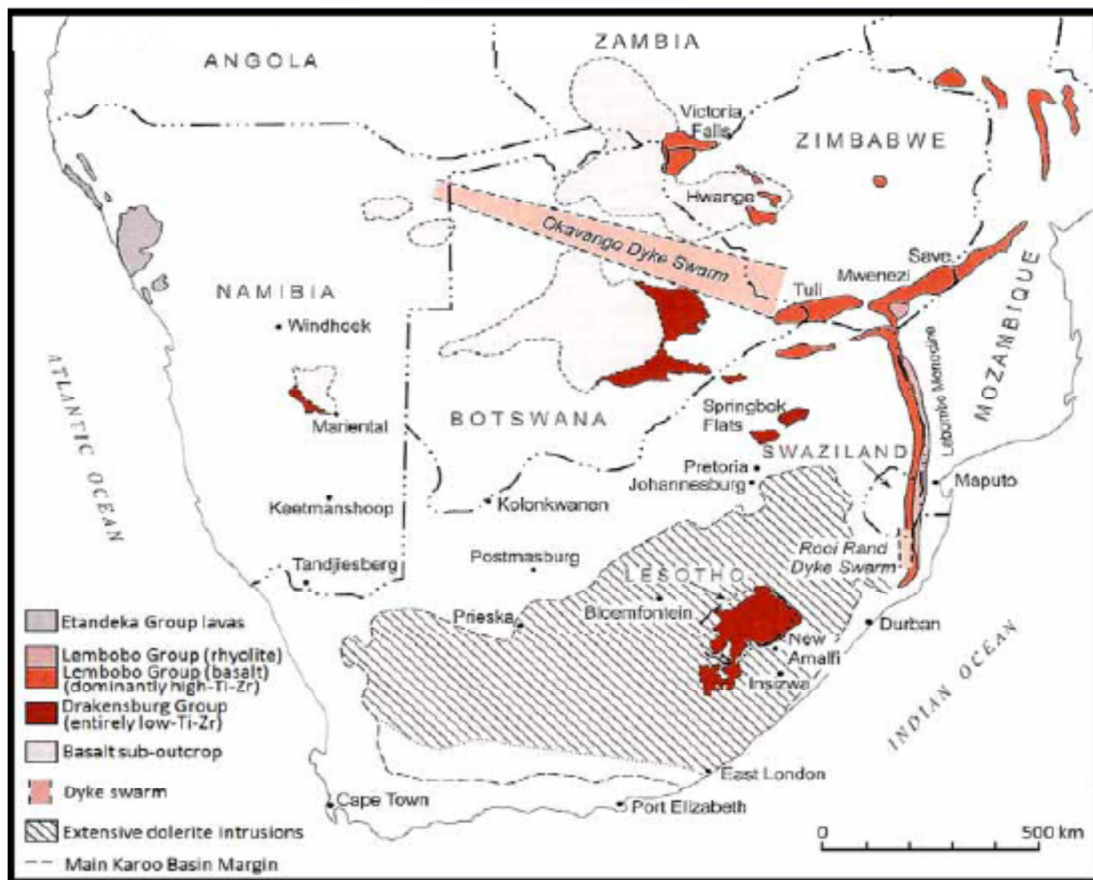 ANGOLA
ZAMBIA
Victoria
Falls
ZIMBABWE
Hwange
Okavango Dyke Swarm
Save
Mwenezi
Tuli
MOZANBIQUE
NAMIBIA
Windhoek
ATLANTIC OCEAN
Mariental
BOTSWANA
Springbok
Flats
Lebombo Monocline
SWAZILAND
Pretoria
Johannesburg
Maputo
Keetmanshoop
Kolonkwanen
Rooi Rand
Dyke Swarm
Postmasburg
Tandjiesberg
LESOTHO
Prieska
Bloemfontein
Durban
New
Amalfi
Insizwa
INDIAN OCEAN
East London
Port Elizabeth
Cape Town
Etandeka Group lavas
Lembobo Group (rhyolite)
Lembobo Group (basalt)
(dominantly high-Ti-Zr)
Drakensburg Group
(entirely low-Ti-Zr)
Basalt sub-outcrop
Dyke swarm
Extensive dolerite intrusions
Main Karoo Basin Margin
0 500 km